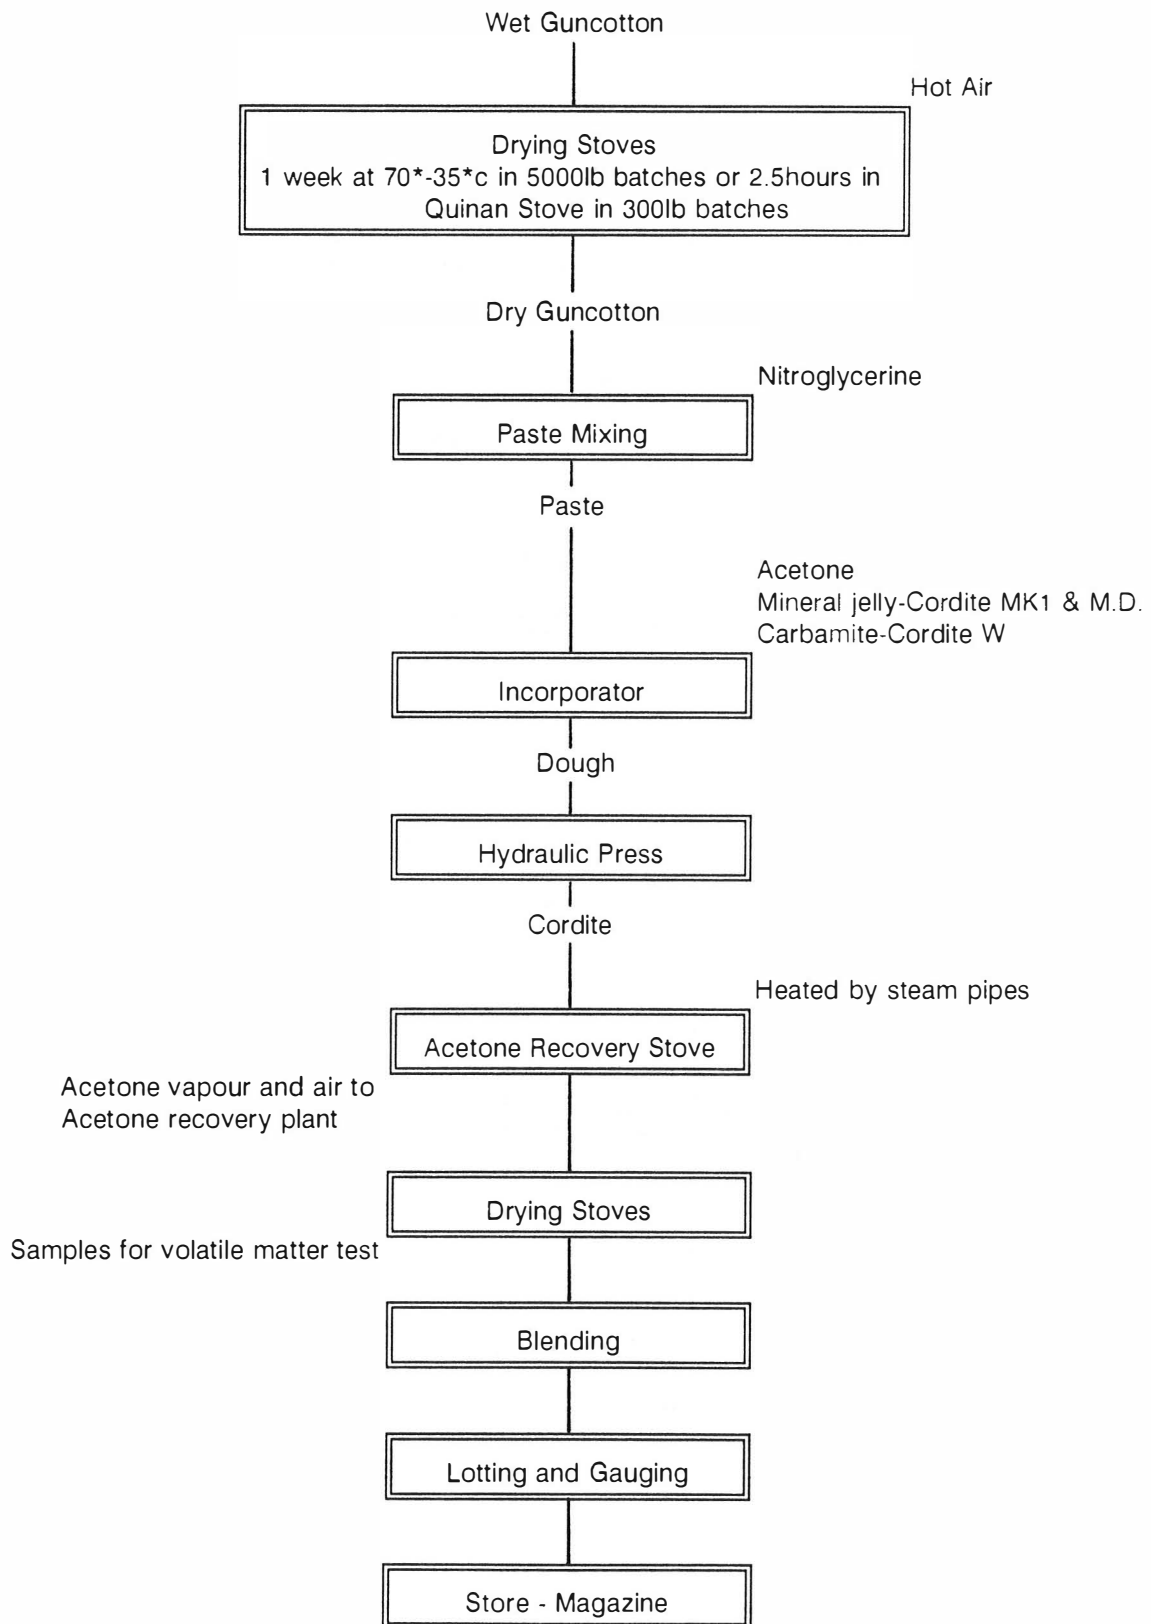 Wet Guncotton
Hot Air
Drying Stoves
1 week at 70*-35*c in 5000lb batches or 2.5hours in
Quinan Stove in 300lb batches
Dry Guncotton
Nitroglycerine
Paste Mixing
Paste
Acetone
Mineral jelly-Cordite MK1 & M.D.
Carbamite-Cordite W
Incorporator
Dough
Hydraulic Press
Cordite
Heated by steam pipes
Acetone Recovery Stove
Acetone vapour and air to
Acetone recovery plant
Drying Stoves
Samples for volatile matter test
Blending
Lotting and Gauging
Store - Magazine